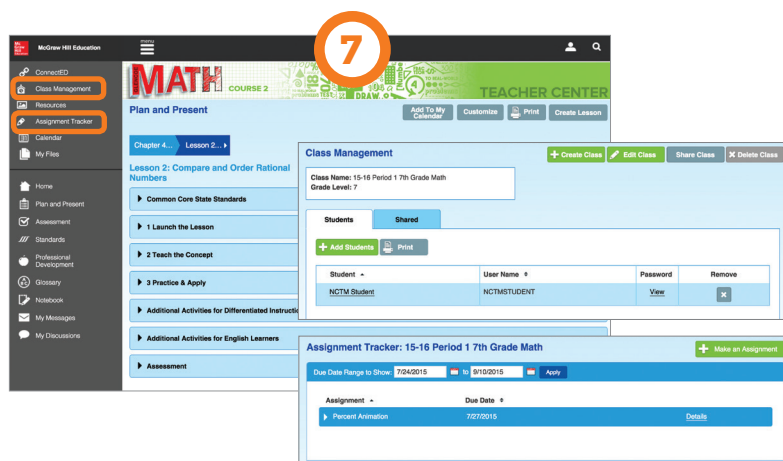 7
Mc Graw Hill Education
McGraw Hill Education
menu
ConnectED
Class Management
Resources
Assignment Tracker
Calendar
My Files
Home
Plan and Present
Assessment
Standards
Professional
Development
Glossary
Notebook
My Messages
My Discussions
MATH COURSE 2
DRAW
TEACHER CENTER
Plan and Present
Add To My
Calendar
Customize
Print
Create Lesson
Chapter 4... Lesson 2...
Lesson 2: Compare and Order Rational
Numbers
Common Core State Standards
1 Launch the Lesson
2 Teach the Concept
3 Practice & Apply
Additional Activities for Differentiated Instructio
Additional Activities for English Learners
Assessment
Class Management
Create Class
Edit Class
Share Class
X Delete Class
Class Name: 15-16 Period 1 7th Grade Math
Grade Level: 7
Students Shared
+ Add Students Print
Student User Name Password Remove
NCTM Student NCTMSTUDENT View X
Assignment Tracker: 15-16 Period 1 7th Grade Math
+ Make an Assignment
Due Date Range to Show: 7/24/2015 to 9/10/2015 Apply
Assignment Due Date
Percent Animation 7/27/2015 Details